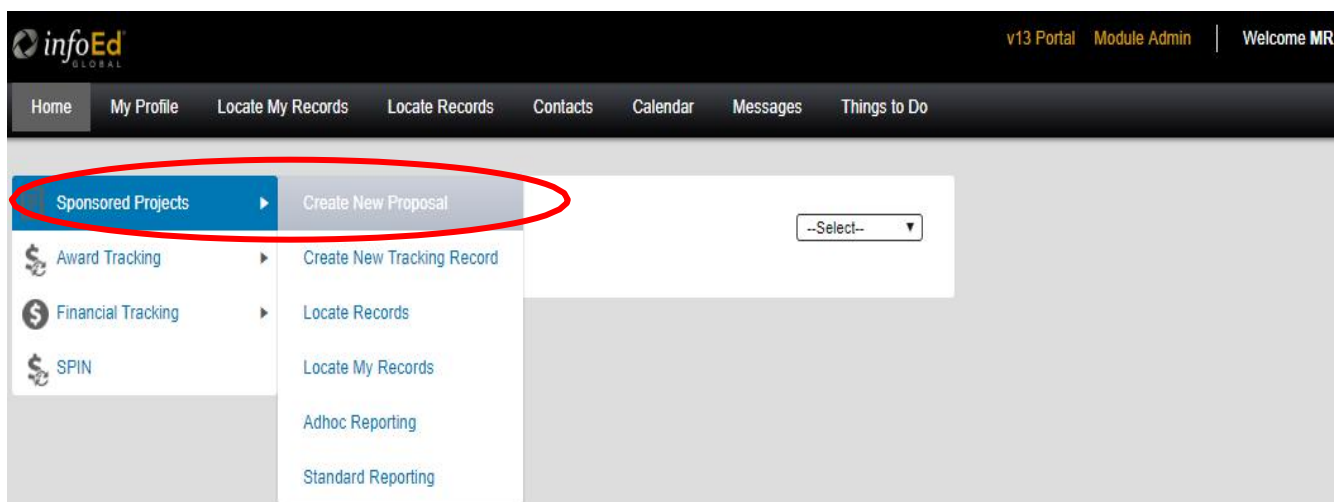 infoEd
GLOBAL
v13 Portal Module Admin | Welcome MR
Home My Profile Locate My Records Locate Records Contacts Calendar Messages Things to Do
Sponsored Projects Create New Proposal
--Select--
Award Tracking Create New Tracking Record
Financial Tracking Locate Records
SPIN Locate My Records
Adhoc Reporting
Standard Reporting